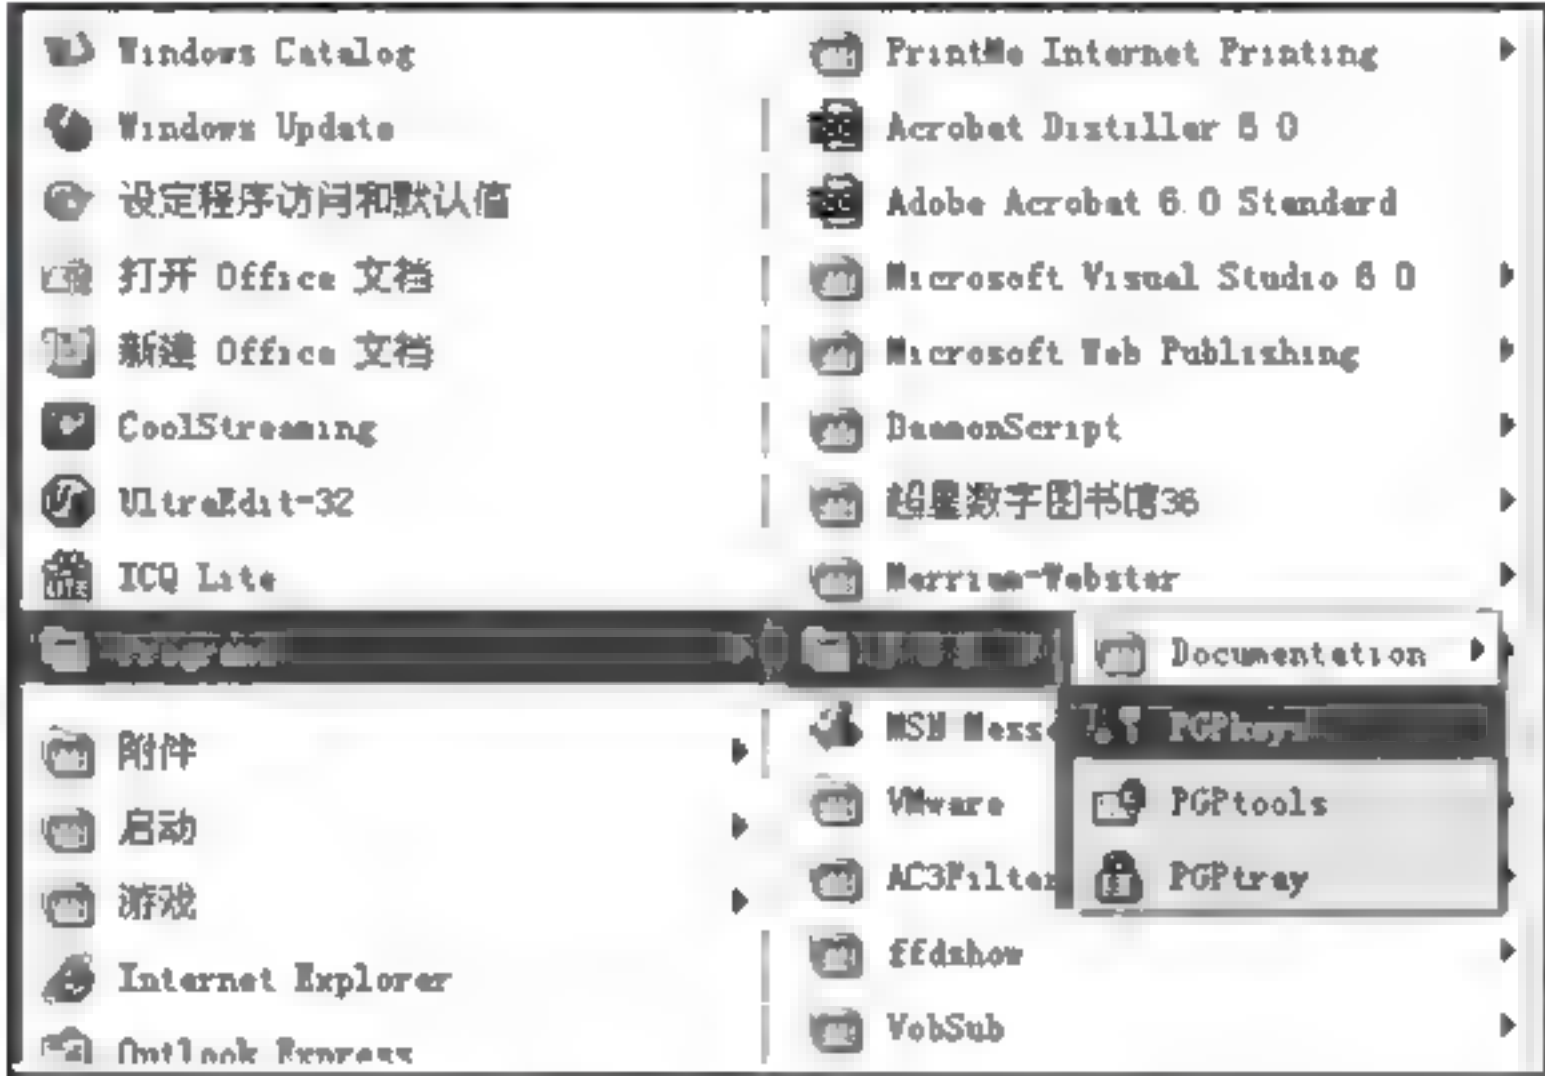 Windows Catalog
Windows Update
设定程序访问和默认值
打开 Office 文档
新建 Office 文档
CoolStreaming
UltraEdit-32
ICQ Lite
附件
启动
游戏
Internet Explorer
Outlook Express
PrintMe Internet Printing
Acrobat Distiller 6 0
Adobe Acrobat 6.0 Standard
Microsoft Visual Studio 6 0
Microsoft Web Publishing
DaemonScript
超星数字图书馆36
Merriam-Webster
MSN Mess
VMware
AC3Filter
ffdshow
VobSub
Documentation
PGPkeys
PGPtools
PGPtray